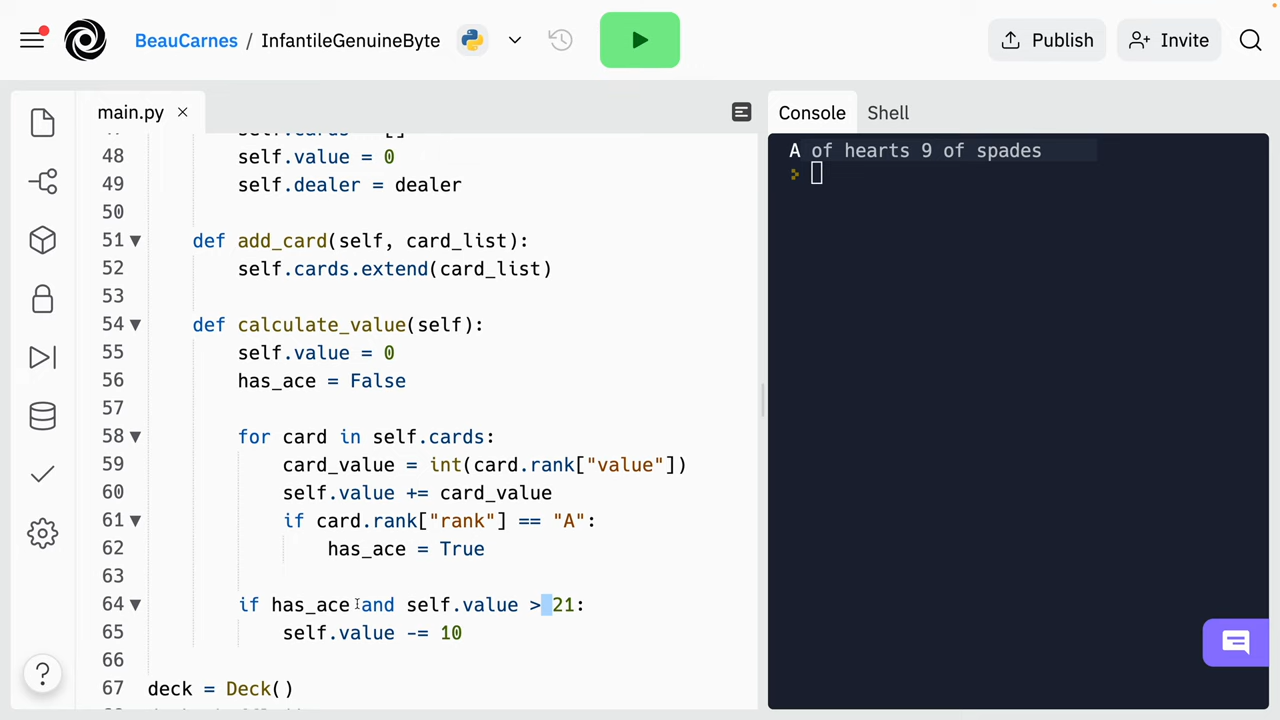 BeauCarnes / InfantileGenuineByte
Publish
Invite
main.py
Console
Shell
48 self.value = 0
49 self.dealer = dealer
50
51 def add_card(self, card_list):
52 self.cards.extend(card_list)
53
54 def calculate_value(self):
55 self.value = 0
56 has_ace = False
57
58 for card in self.cards:
59 card_value = int(card.rank["value"])
60 self.value += card_value
61 if card.rank["rank"] == "A":
62 has_ace = True
63
64 if has_ace and self.value > 21:
65 self.value -= 10
66
67 deck = Deck()
A of hearts 9 of spades
?